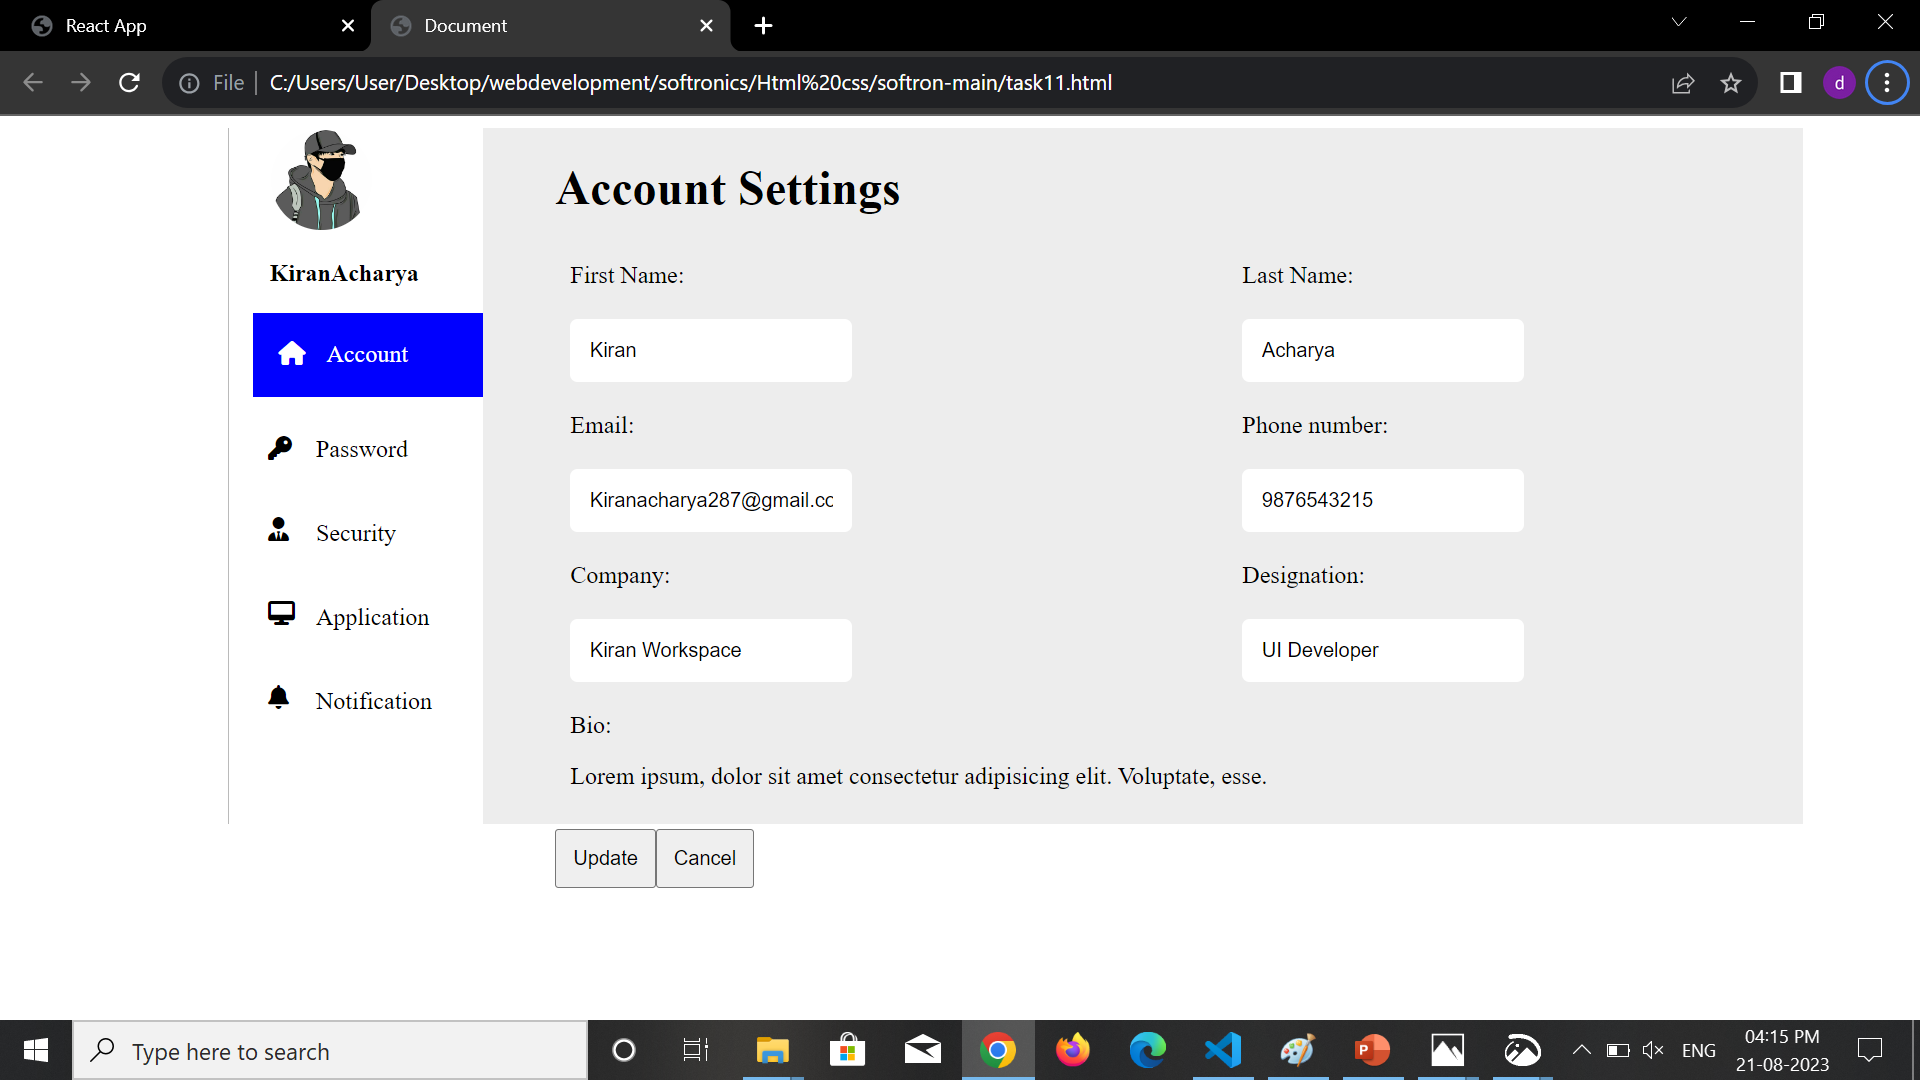 React App
Document
File
C:/Users/User/Desktop/webdevelopment/softronics/Html%20css/softron-main/task11.html
d
KiranAcharya
Account
Password
Security
Application
Notification
Account Settings
First Name:
Last Name:
Kiran
Acharya
Email:
Phone number:
Kiranacharya287@gmail.cc
9876543215
Company:
Designation:
Kiran Workspace
UI Developer
Bio:
Lorem ipsum, dolor sit amet consectetur adipisicing elit. Voluptate, esse.
Update
Cancel
Type here to search
P
ENG
04:15 PM
21-08-2023